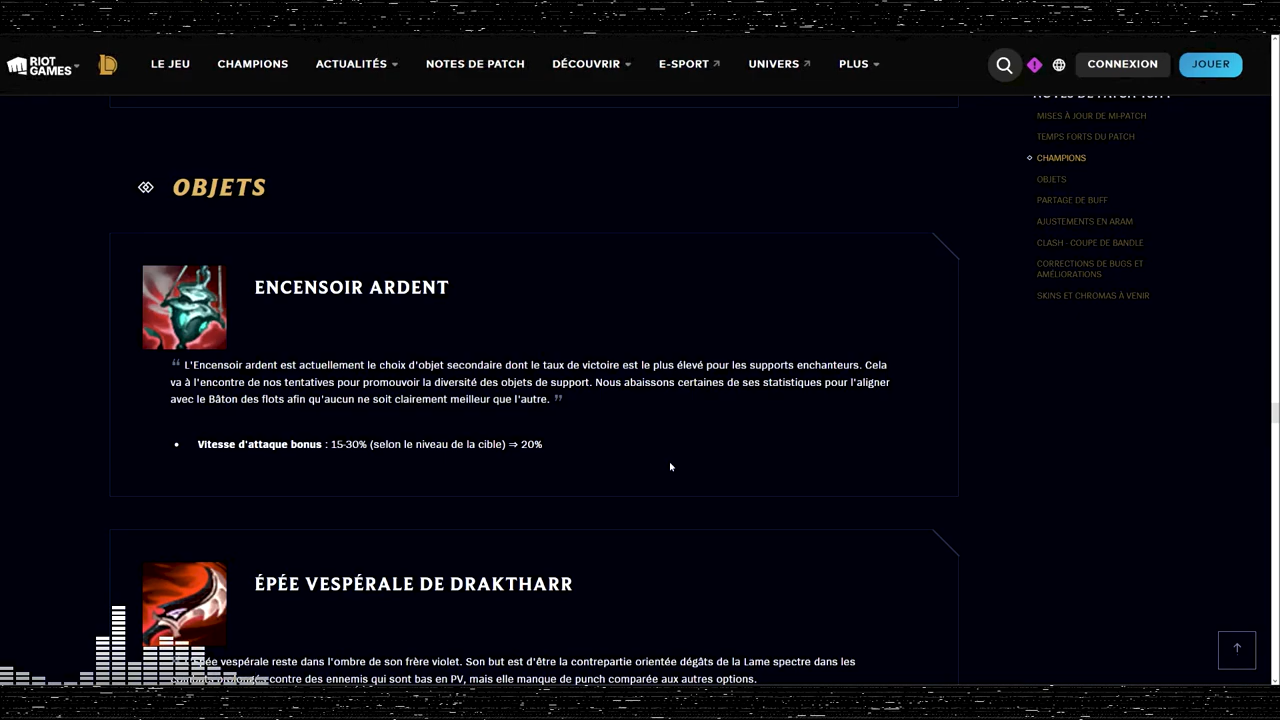 RIOT GAMES
LE JEU
CHAMPIONS
ACTUALITÉS
NOTES DE PATCH
DÉCOUVRIR
E-SPORT
UNIVERS
PLUS
CONNEXION
JOUER
MISES À JOUR DE MI-PATCH
TEMPS FORTS DU PATCH
CHAMPIONS
OBJETS
PARTAGE DE BUFF
AJUSTEMENTS EN ARAM
CLASH - COUPE DE BANDLE
CORRECTIONS DE BUGS ET
AMÉLIORATIONS
SKINS ET CHROMAS À VENIR
OBJETS
ENCENSOIR ARDENT
“ L'Encensoir ardent est actuellement le choix d'objet secondaire dont le taux de victoire est le plus élevé pour les supports enchanteurs. Cela
va à l'encontre de nos tentatives pour promouvoir la diversité des objets de support. Nous abaissons certaines de ses statistiques pour l'aligner
avec le Bâton des flots afin qu'aucun ne soit clairement meilleur que l'autre. ”
• Vitesse d'attaque bonus : 15-30% (selon le niveau de la cible) ⇒ 20%
ÉPÉE VESPÉRALE DE DRAKTHARR
vespérale reste dans l'ombre de son frère violet. Son but est d'être la contrepartie orientée dégâts de la Lame spectre dans les
contre des ennemis qui sont bas en PV, mais elle manque de punch comparée aux autres options.